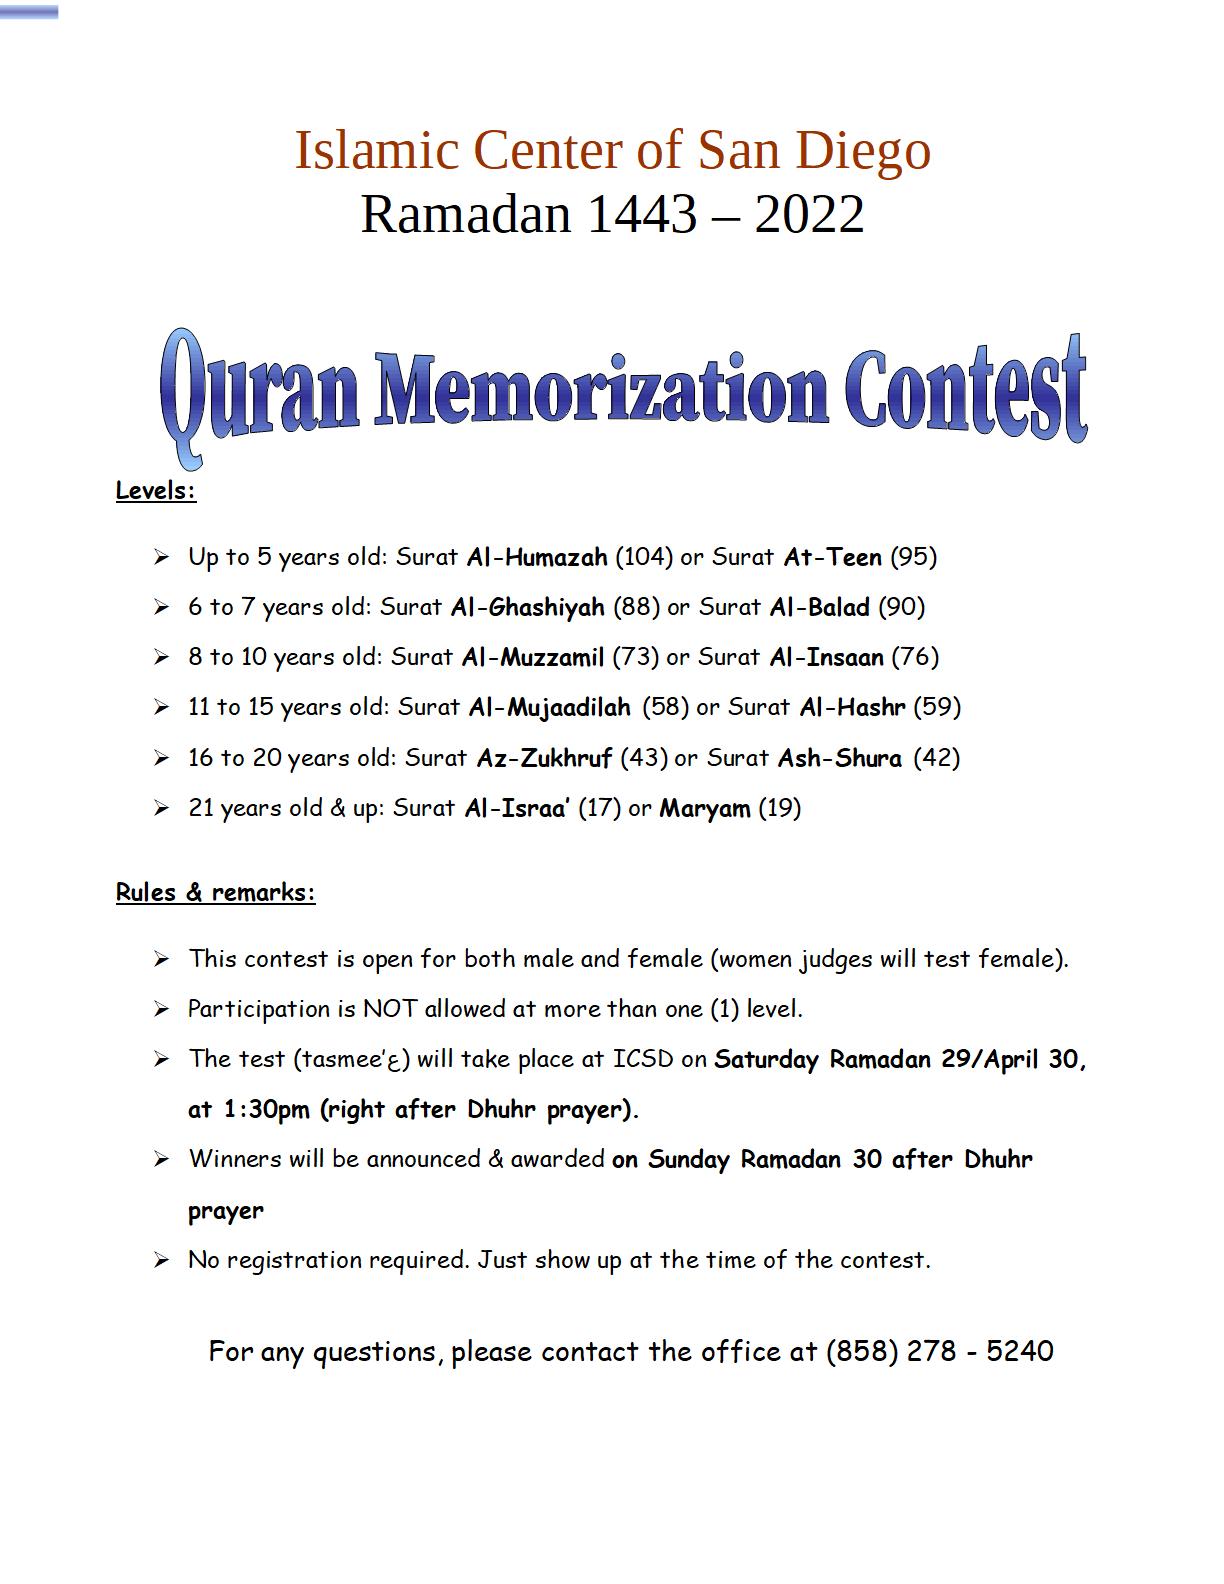 Islamic Center of San Diego
Ramadan 1443 – 2022
Quran Memorization Contest
Levels:
➢ Up to 5 years old: Surat Al-Humazah (104) or Surat At-Teen (95)
➢ 6 to 7 years old: Surat Al-Ghashiyah (88) or Surat Al-Balad (90)
➢ 8 to 10 years old: Surat Al-Muzzamil (73) or Surat Al-Insaan (76)
➢ 11 to 15 years old: Surat Al-Mujaadilah (58) or Surat Al-Hashr (59)
➢ 16 to 20 years old: Surat Az-Zukhruf (43) or Surat Ash-Shura (42)
➢ 21 years old & up: Surat Al-Israa’ (17) or Maryam (19)
Rules & remarks:
➢ This contest is open for both male and female (women judges will test female).
➢ Participation is NOT allowed at more than one (1) level.
➢ The test (tasmee’ع) will take place at ICSD on Saturday Ramadan 29/April 30,
at 1:30pm (right after Dhuhr prayer).
➢ Winners will be announced & awarded on Sunday Ramadan 30 after Dhuhr
prayer
➢ No registration required. Just show up at the time of the contest.
For any questions, please contact the office at (858) 278 - 5240